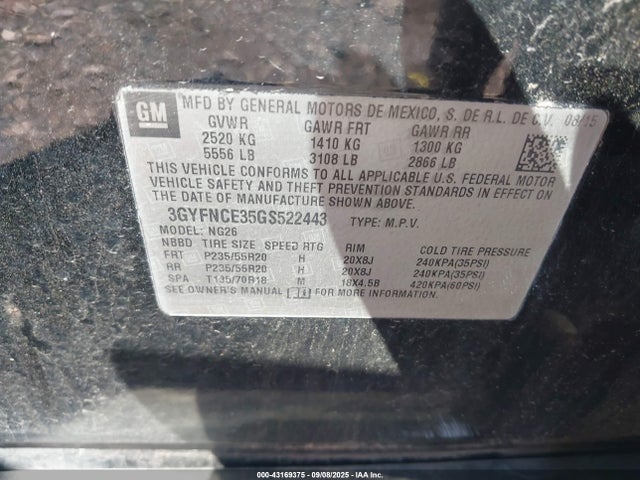 GM
MFD BY GENERAL MOTORS DE MEXICO, S. DE R.L. DE C.V. 08/15
GVWR GAWR FRT GAWR RR
2520 KG 1410 KG 1300 KG
5556 LB 3108 LB 2866 LB
THIS VEHICLE CONFORMS TO ALL APPLICABLE U.S. FEDERAL MOTOR
VEHICLE SAFETY AND THEFT PREVENTION STANDARDS IN EFFECT ON
THE DATE OF MANUFACTURE SHOWN ABOVE.
3GYFNCE35GS522443 TYPE: M.P.V.
MODEL: NG26
NBBD TIRE SIZE SPEED RTG RIM COLD TIRE PRESSURE
FRT P235/55R20 H 20X8J 240KPA(35PSI)
RR P235/55R20 H 20X8J 240KPA(35PSI)
SPA T135/70R18 M 18X4.5B 420KPA(60PSI)
SEE OWNER'S MANUAL FOR MORE INFORMATION
000-43169375 - 09/08/2025 - IAA, Inc.